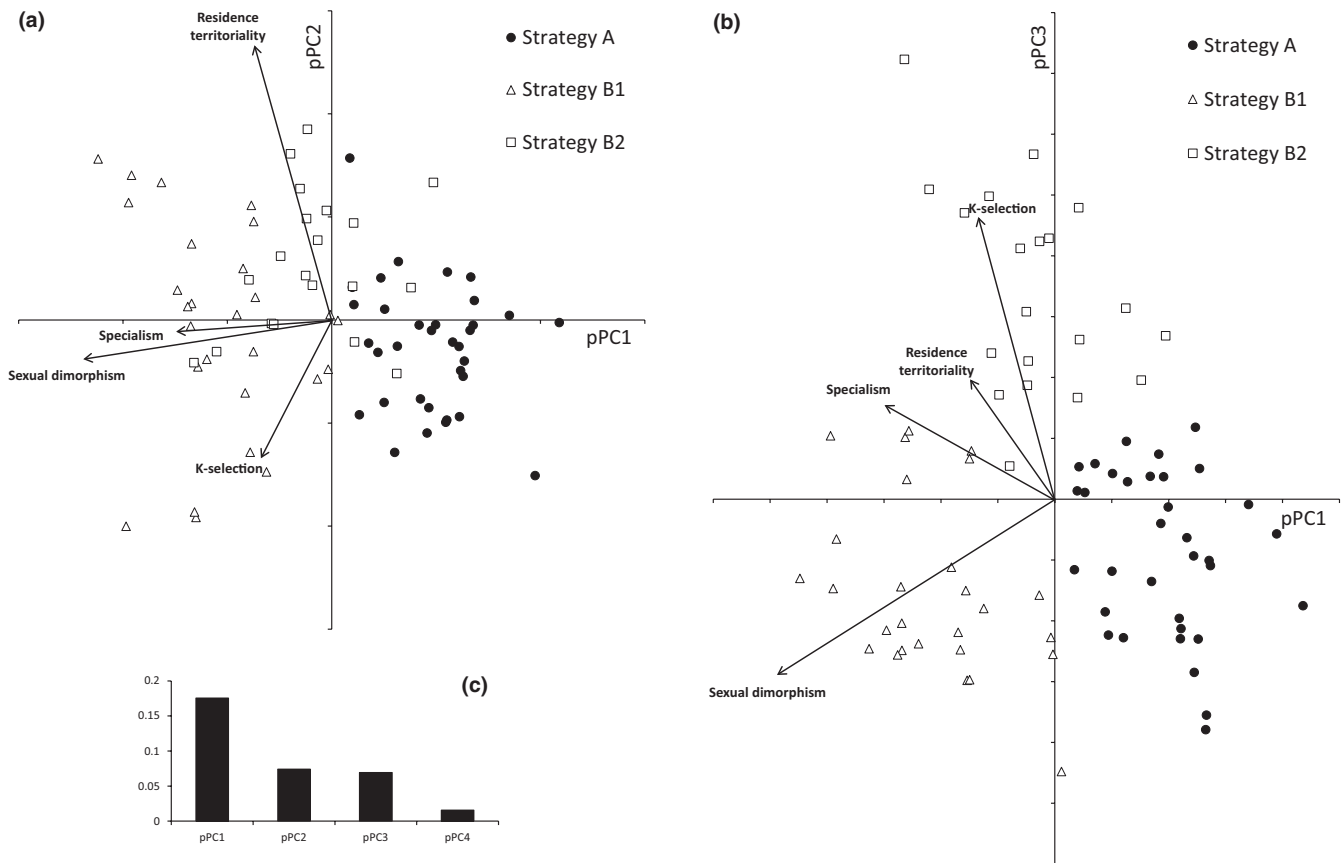 (a)
Residence
territoriality
pPC2
Strategy A
Strategy B1
Strategy B2
Specialism
pPC1
Sexual dimorphism
K-selection
(b)
pPC3
Strategy A
Strategy B1
Strategy B2
K-selection
Residence
territoriality
Specialism
pPC1
Sexual dimorphism
(c)
0.2
0.15
0.1
0.05
0
pPC1 pPC2 pPC3 pPC4